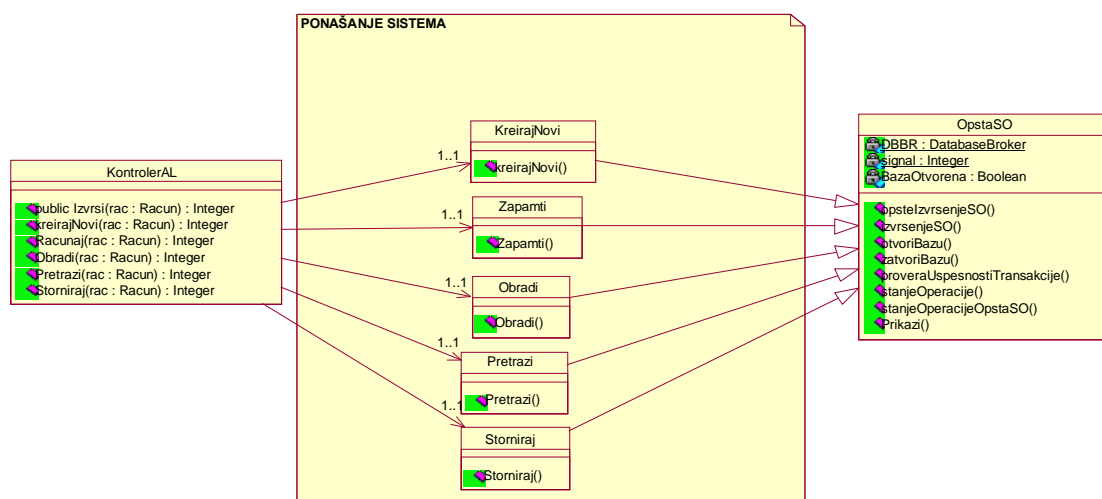 PONAŠANJE SISTEMA
KontrolerAL
public Izvrsi(rac : Racun) : Integer
kreirajNovi(rac : Racun) : Integer
Racunaj(rac : Racun) : Integer
Obradi(rac : Racun) : Integer
Pretrazi(rac : Racun) : Integer
Storniraj(rac : Racun) : Integer
1..1
KreirajNovi
kreirajNovi()
1..1
Zapamti
Zapamti()
1..1
Obradi
Obradi()
1..1
Pretrazi
Pretrazi()
1..1
Storniraj
Storniraj()
OpstaSO
DBBR : DatabaseBroker
signal : Integer
BazaOtvorena : Boolean
opsteIzvrsenjeSO()
izvrsenjeSO()
otvoriBazu()
zatvoriBazu()
proveraUspesnostiTransakcije()
stanjeOperacije()
stanjeOperacijeOpstaSO()
Prikazi()